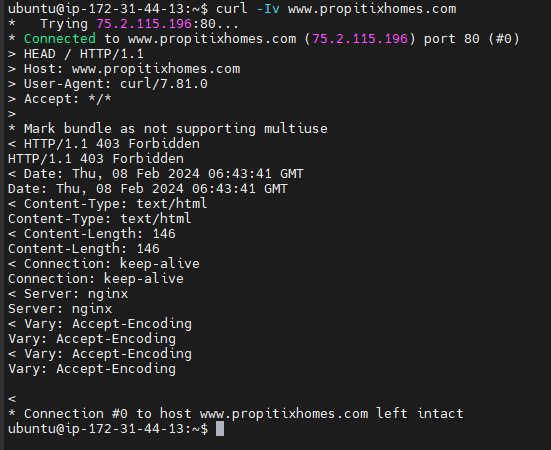 ubuntu@ip-172-31-44-13:~$ curl -Iv www.propitixhomes.com
*   Trying 75.2.115.196:80...
* Connected to www.propitixhomes.com (75.2.115.196) port 80 (#0)
> HEAD / HTTP/1.1
> Host: www.propitixhomes.com
> User-Agent: curl/7.81.0
> Accept: */*
>
* Mark bundle as not supporting multiuse
< HTTP/1.1 403 Forbidden
HTTP/1.1 403 Forbidden
< Date: Thu, 08 Feb 2024 06:43:41 GMT
Date: Thu, 08 Feb 2024 06:43:41 GMT
< Content-Type: text/html
Content-Type: text/html
< Content-Length: 146
Content-Length: 146
< Connection: keep-alive
Connection: keep-alive
< Server: nginx
Server: nginx
< Vary: Accept-Encoding
Vary: Accept-Encoding
< Vary: Accept-Encoding
Vary: Accept-Encoding

<
* Connection #0 to host www.propitixhomes.com left intact
ubuntu@ip-172-31-44-13:~$